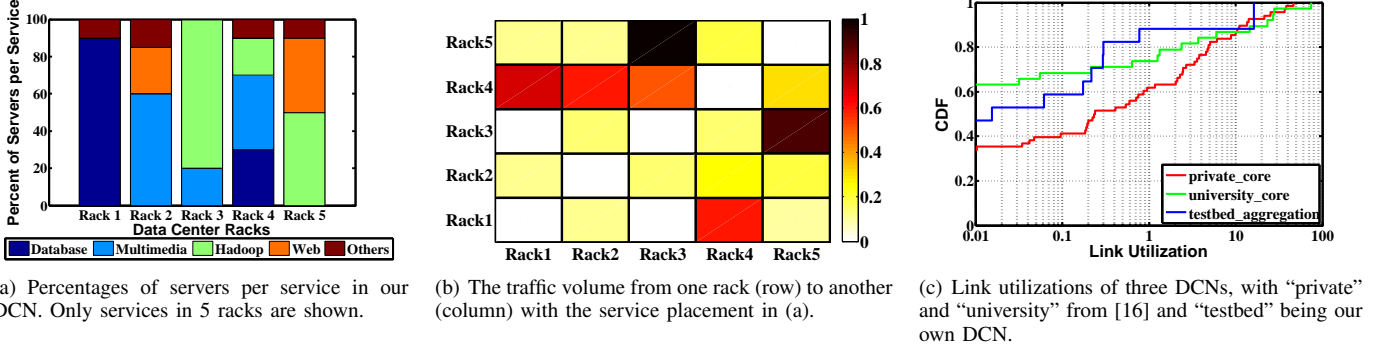 Percent of Servers per Service
100
80
60
40
20
0
Rack 1 Rack 2 Rack 3 Rack 4 Rack 5
Data Center Racks
Database Multimedia Hadoop Web Others
Rack5
Rack4
Rack3
Rack2
Rack1
Rack1 Rack2 Rack3 Rack4 Rack5
1
0.8
0.6
0.4
0.2
0
CDF
1
0.8
0.6
0.4
0.2
0
0.01 0.1 1 10 100
Link Utilization
private_core
university_core
testbed_aggregation
a) Percentages of servers per service in our
DCN. Only services in 5 racks are shown.
(b) The traffic volume from one rack (row) to another
(column) with the service placement in (a).
(c) Link utilizations of three DCNs, with “private”
and “university” from [16] and “testbed” being our
own DCN.